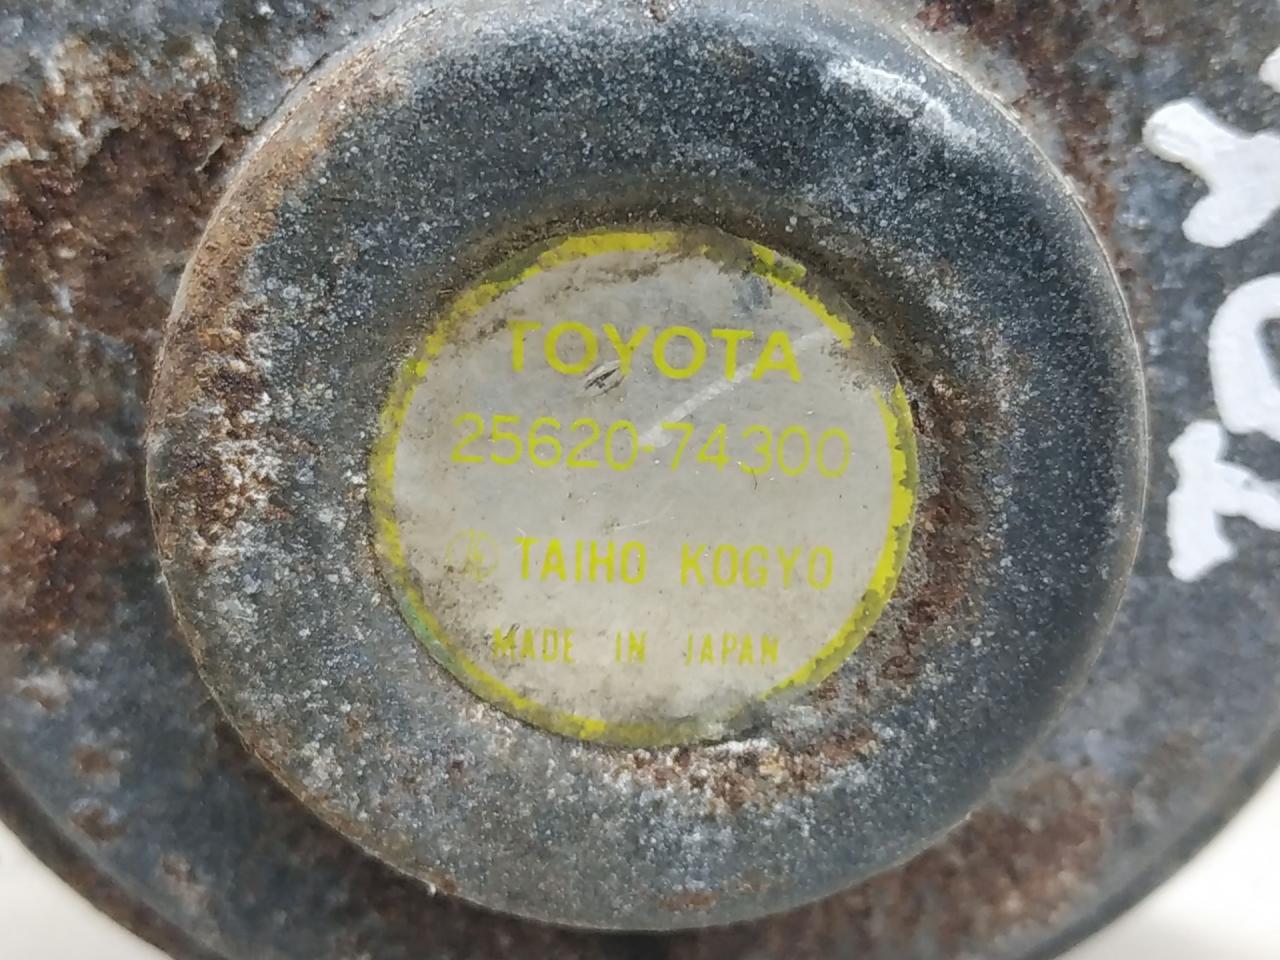 TOYOTA
25620-74300
TAIHO KOGYO
MADE IN JAPAN